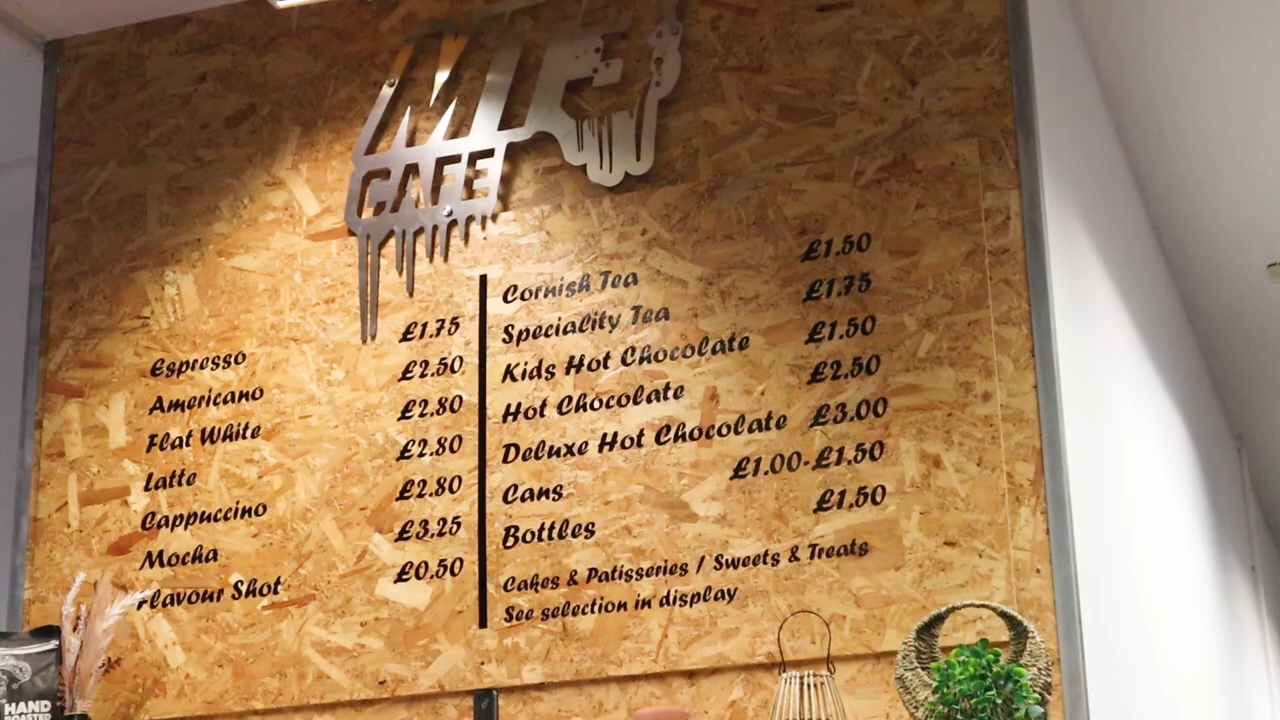 CAFE
Espresso £1.75
Americano £2.50
Flat White £2.80
Latte £2.80
Cappuccino £2.80
Mocha £3.25
Flavour Shot £0.50
Cornish Tea £1.50
Speciality Tea £1.75
Kids Hot Chocolate £1.50
Hot Chocolate £2.50
Deluxe Hot Chocolate £3.00
Cans £1.00-£1.50
Bottles £1.50
Cakes & Patisseries / Sweets & Treats
See selection in display
HAND
ROASTED